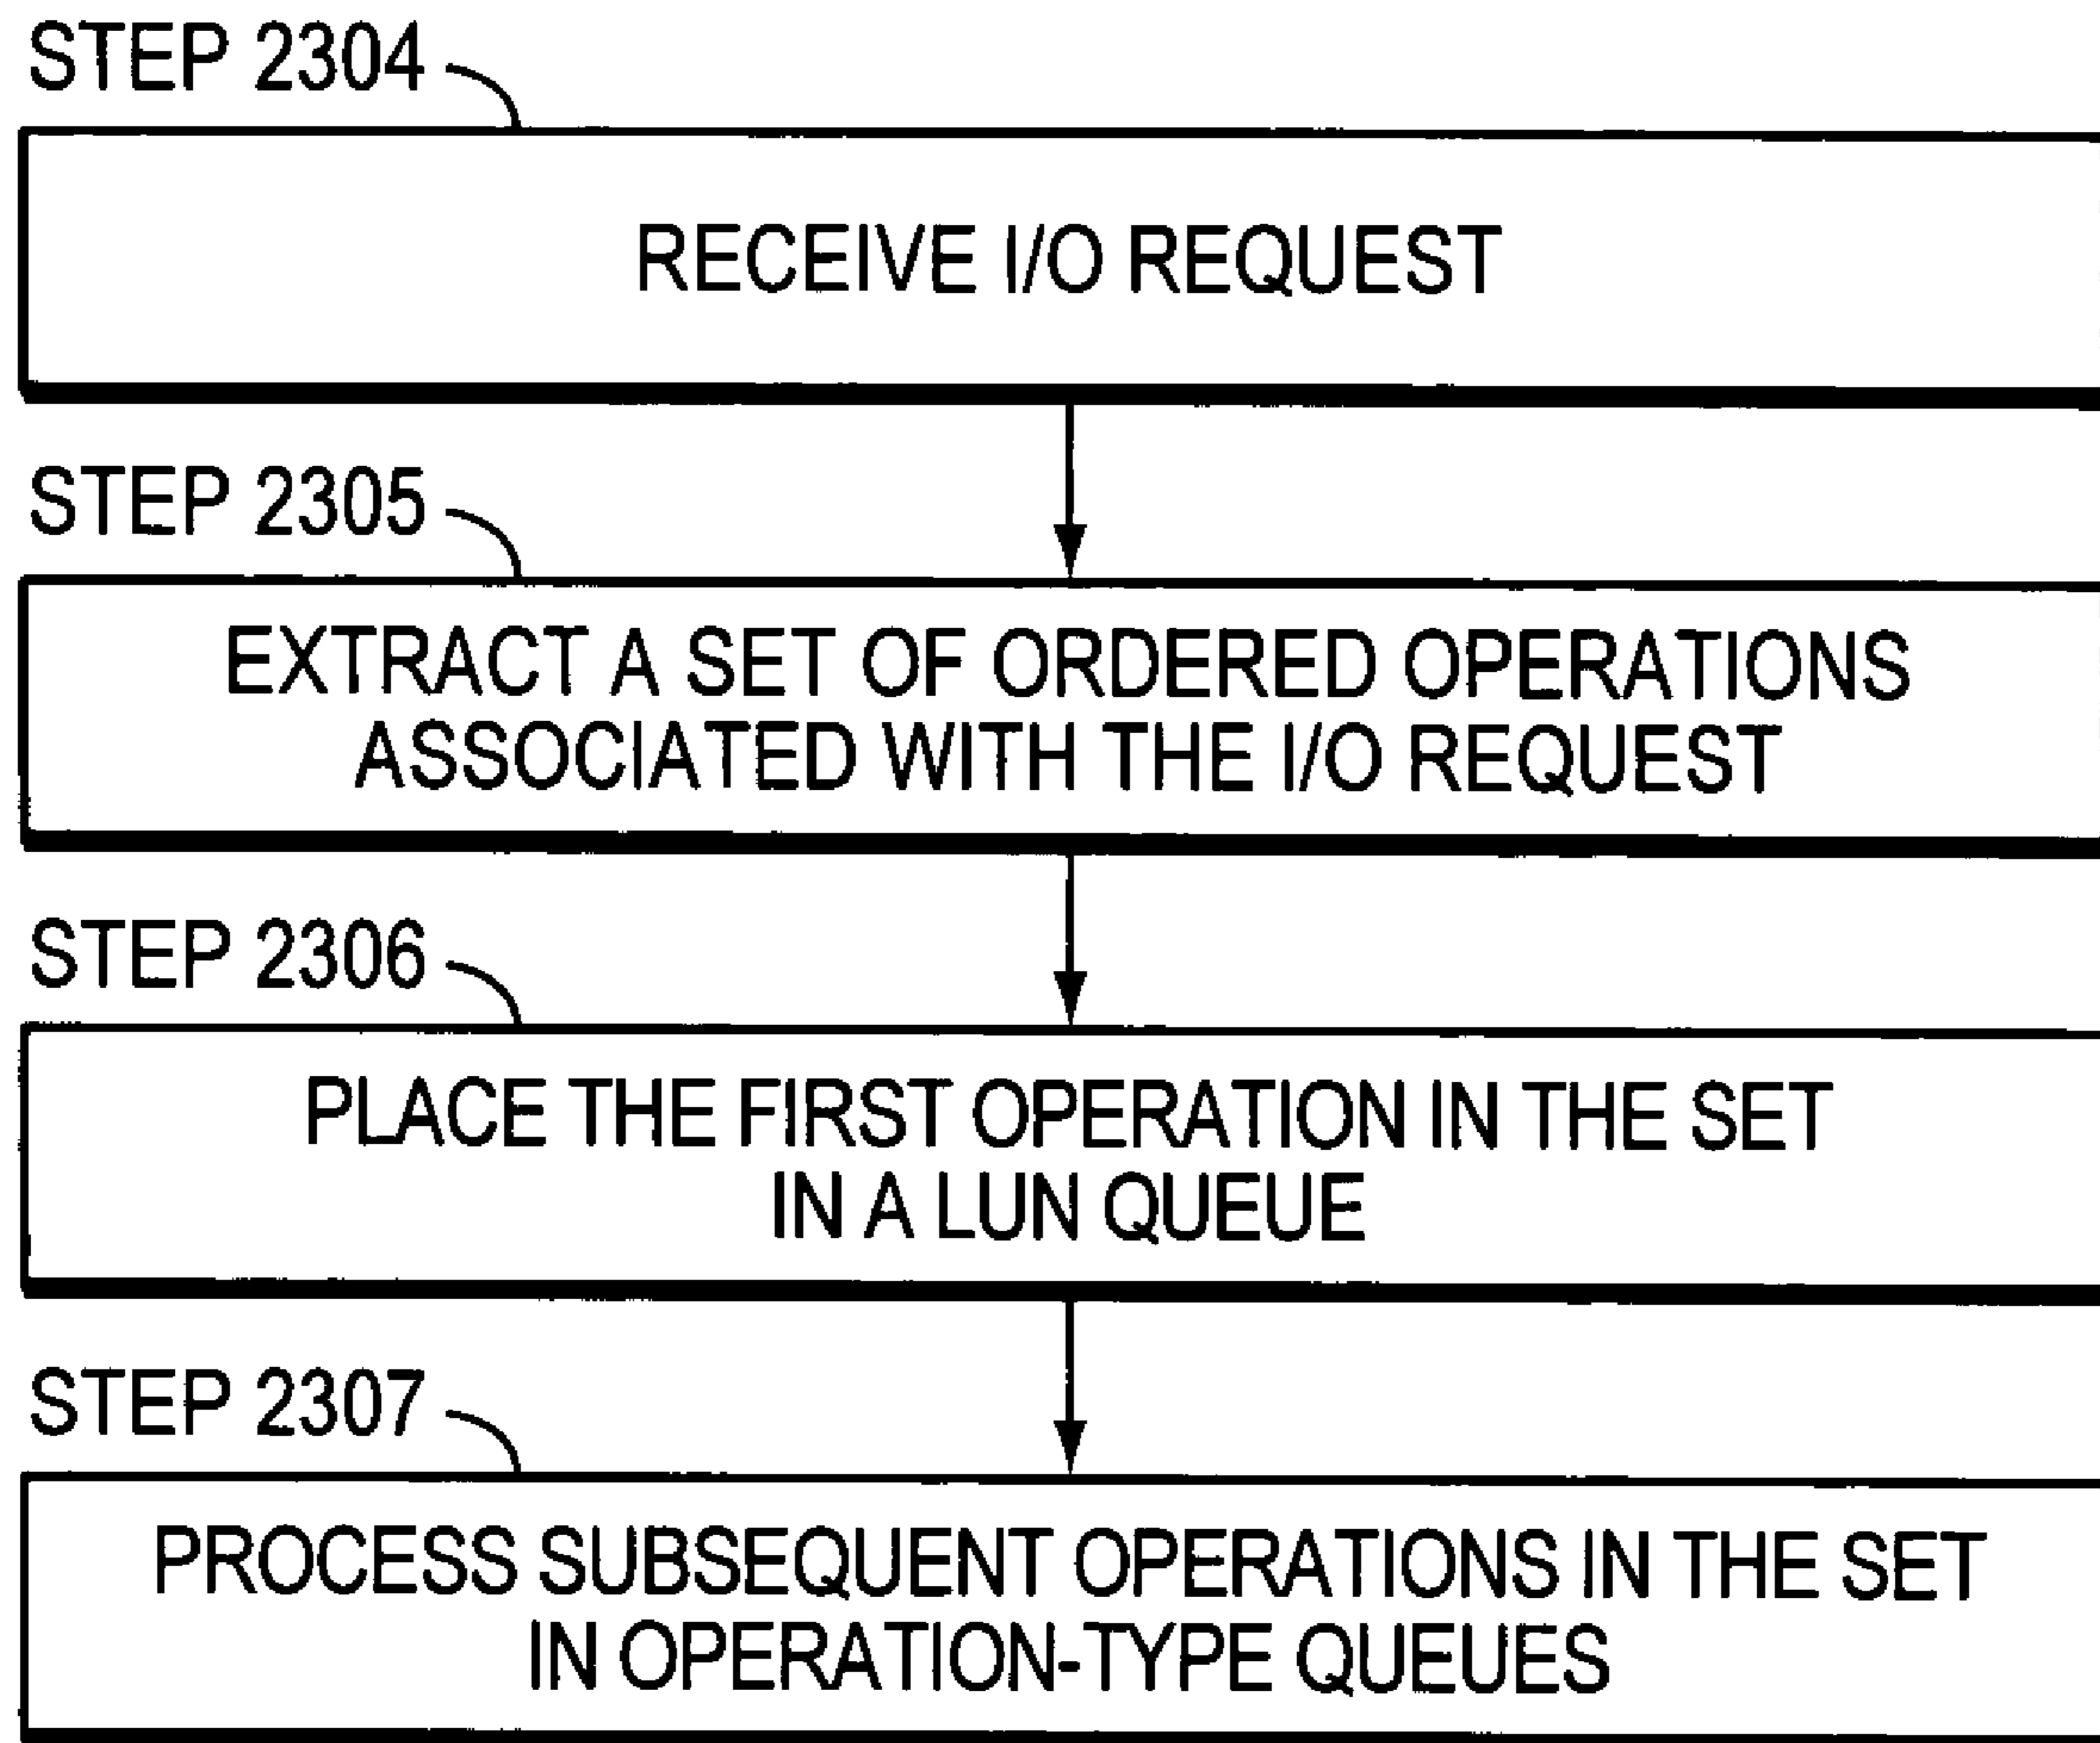 STEP 2304
RECEIVE I/O REQUEST
STEP 2305
EXTRACT A SET OF ORDERED OPERATIONS
ASSOCIATED WITH THE I/O REQUEST
STEP 2306
PLACE THE FIRST OPERATION IN THE SET
IN A LUN QUEUE
STEP 2307
PROCESS SUBSEQUENT OPERATIONS IN THE SET
IN OPERATION-TYPE QUEUES